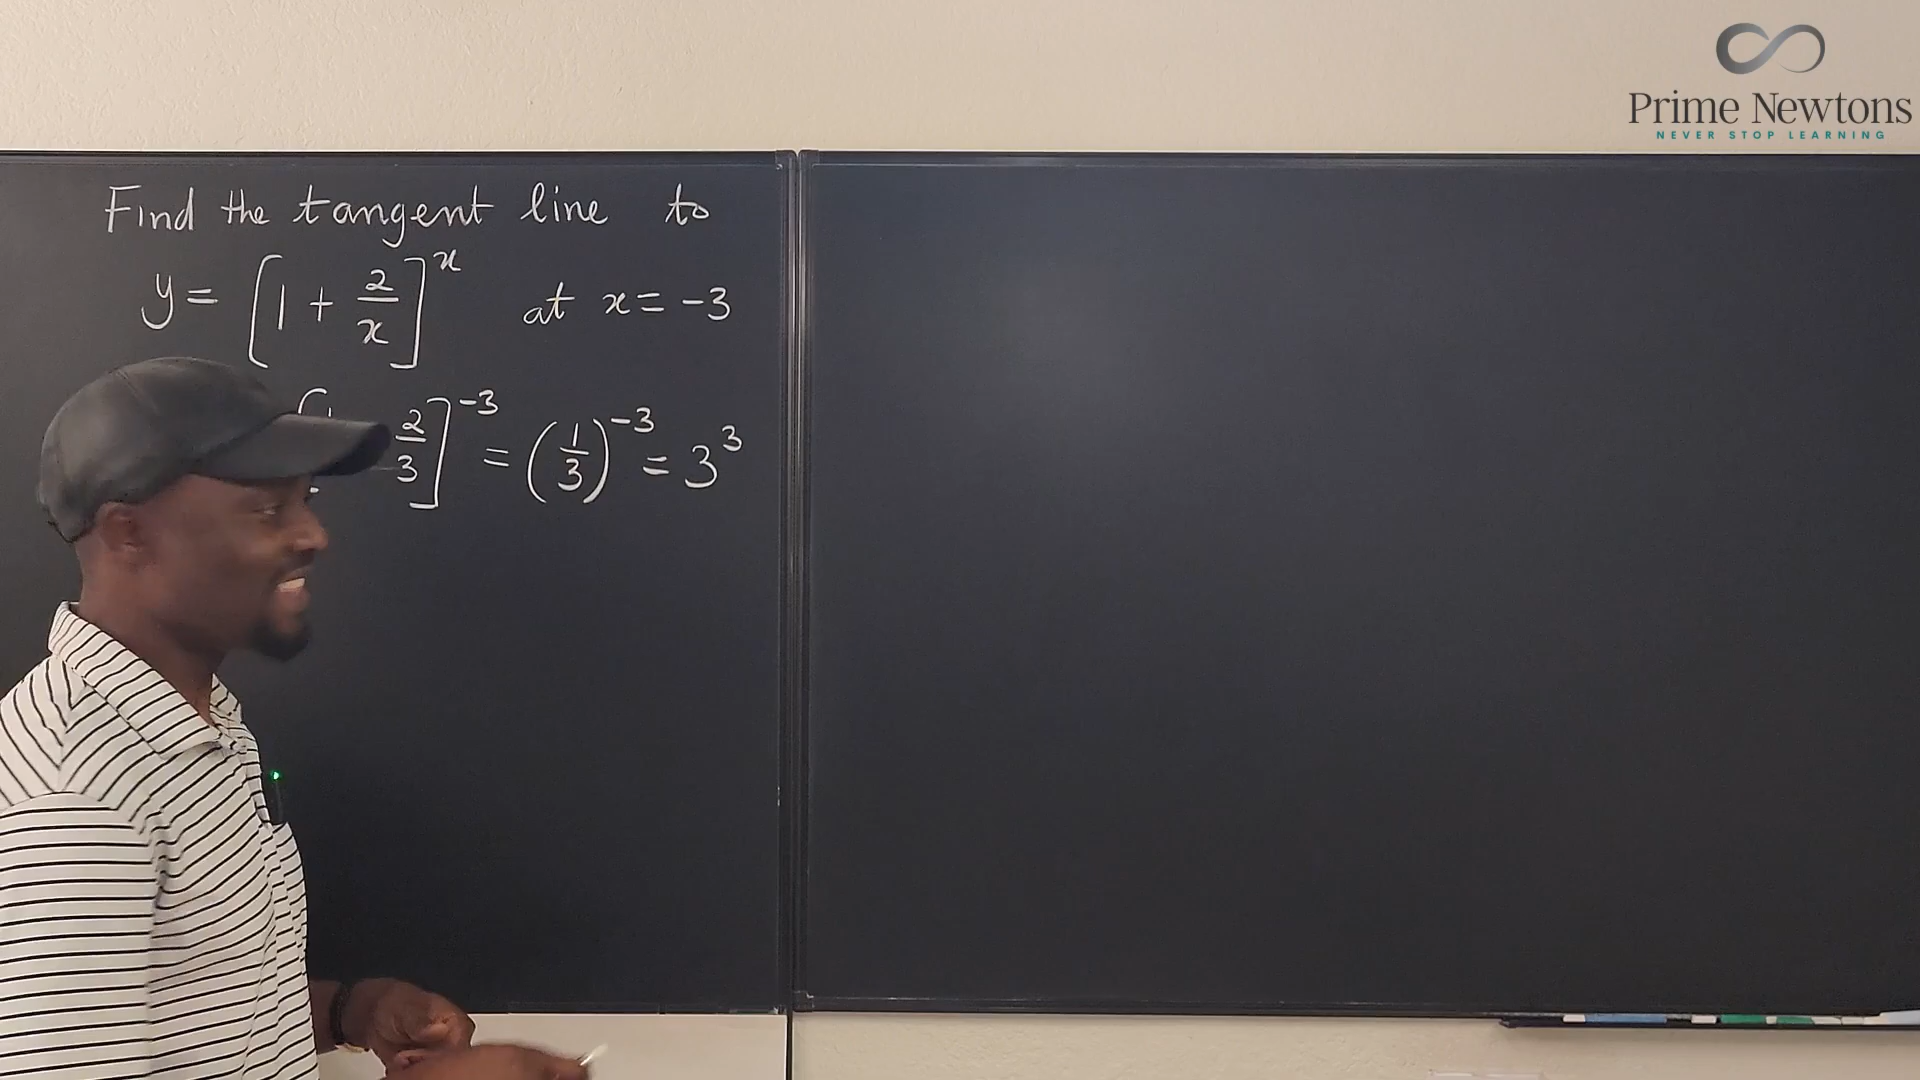 Prime Newtons
NEVER STOP LEARNING
Find the tangent line to
y = [1 + 2/x]^x at x = -3
2/3]^-3 = (1/3)^-3 = 3^3